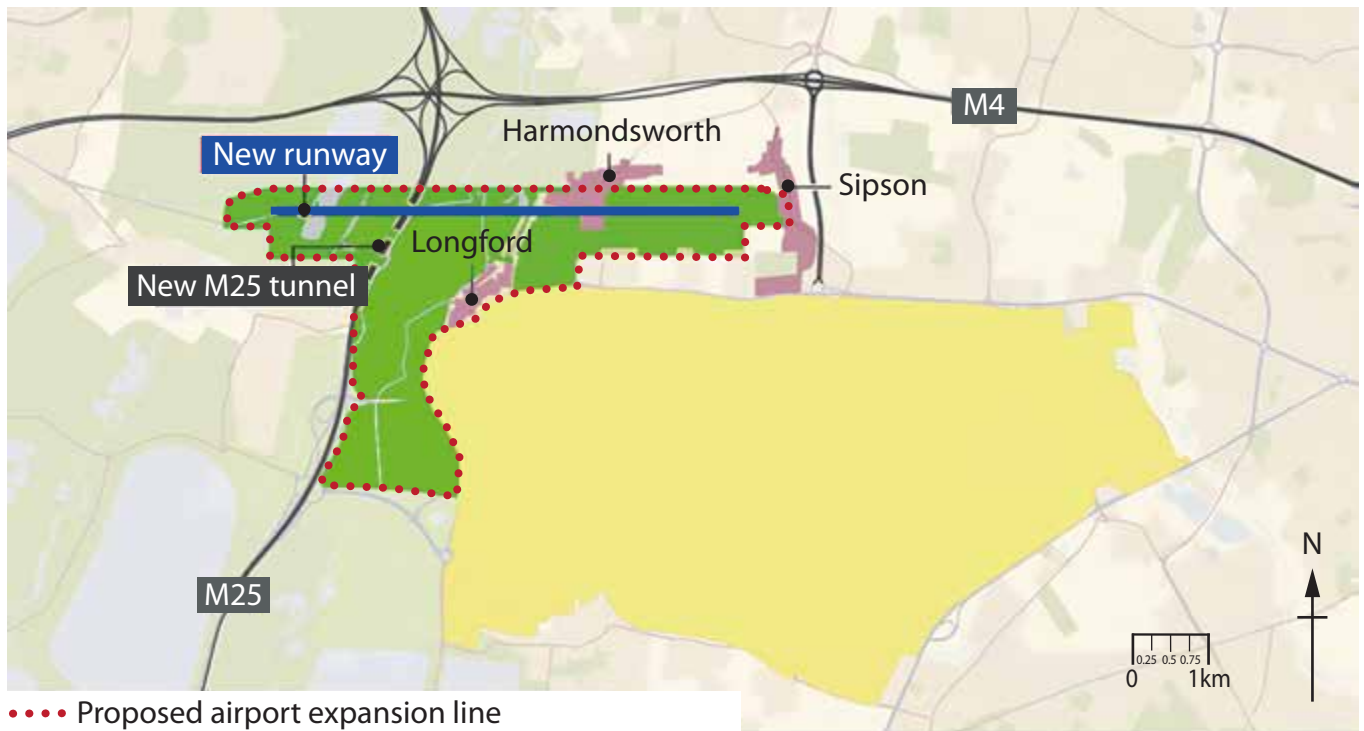 M4
Harmondsworth
New runway
Sipson
Longford
New M25 tunnel
N
M25
0.25 0.5 0.75
0 1km
Proposed airport expansion line